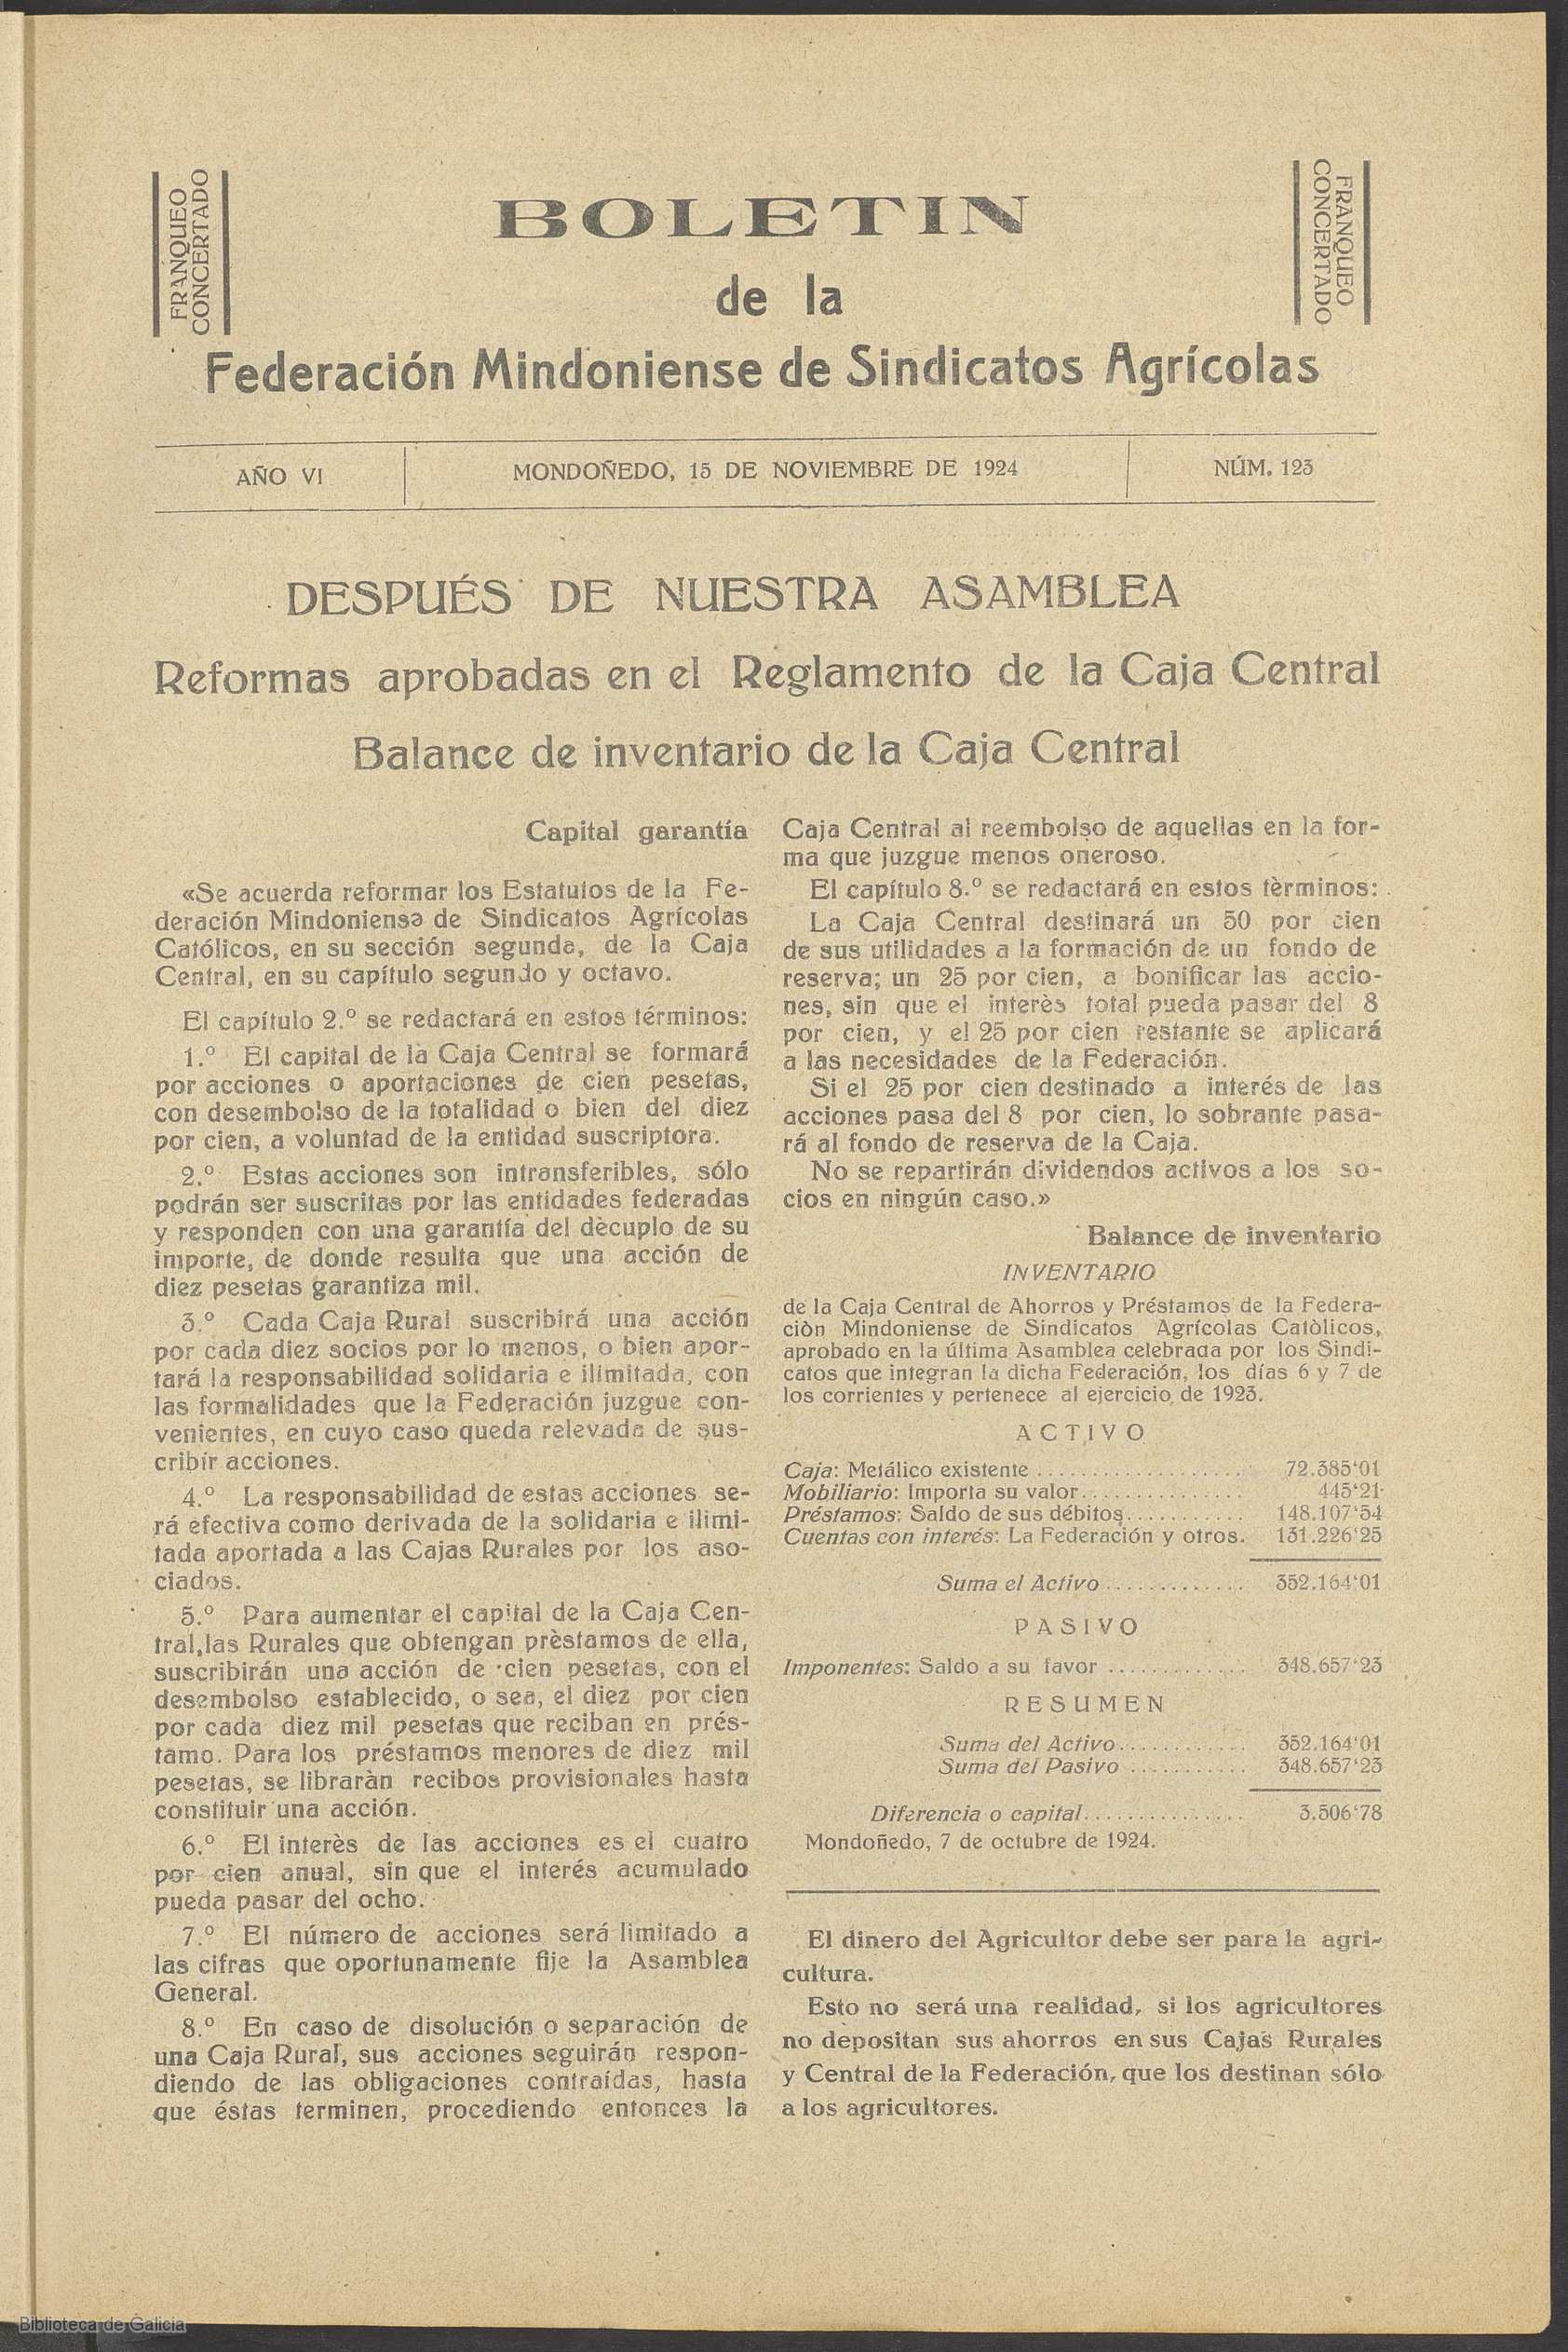 FRANQUEO
CONCERTADO
BOLETIN
de la
Federación Mindoniense de Sindicatos Agrícolas
FRANQUEO
CONCERTADO
AÑO VI
MONDOÑEDO, 15 DE NOVIEMBRE DE 1924
NÚM. 123
DESPUÉS DE NUESTRA ASAMBLEA
Reformas aprobadas en el Reglamento de la Caja Central
Balance de inventario de la Caja Central
Capital garantía
«Se acuerda reformar los Estatutos de la Fe-
deración Mindoniense de Sindicatos Agrícolas
Católicos, en su sección segunda, de la Caja
Central, en su capítulo segundo y octavo.
El capítulo 2.º se redactará en estos términos:
1.º El capital de la Caja Central se formará
por acciones o aportaciones de cien pesetas,
con desembolso de la totalidad o bien del diez
por cien, a voluntad de la entidad suscriptora.
2.º Estas acciones son intransferibles, sólo
podrán ser suscritas por las entidades federadas
y responden con una garantía del dècuplo de su
importe, de donde resulta que una acción de
diez pesetas garantiza mil.
3.º Cada Caja Rural suscribirá una acción
por cada diez socios por lo menos, o bien apor-
tará la responsabilidad solidaria e ilimitada, con
las formalidades que la Federación juzgue con-
venientes, en cuyo caso queda relevada de sus-
cribir acciones.
4.º La responsabilidad de estas acciones se-
rá efectiva como derivada de la solidaria e ilimi-
tada aportada a las Cajas Rurales por los aso-
ciados.
5.º Para aumentar el capital de la Caja Cen-
tral,las Rurales que obtengan prèstamos de ella,
suscribirán una acción de cien pesetas, con el
desembolso establecido, o sea, el diez por cien
por cada diez mil pesetas que reciban en prés-
tamo. Para los préstamos menores de diez mil
pesetas, se libraràn recibos provisionales hasta
constituir una acción.
6.º El interès de las acciones es el cuatro
por cien anual, sin que el interés acumulado
pueda pasar del ocho.
7.º El número de acciones será limitado a
las cifras que oportunamente fije la Asamblea
General.
8.º En caso de disolución o separación de
una Caja Rural, sus acciones seguirán respon-
diendo de las obligaciones contraídas, hasta
que éstas terminen, procediendo entonces la
Caja Central al reembolso de aquellas en la for-
ma que juzgue menos oneroso.
El capítulo 8.º se redactará en estos tèrminos:
La Caja Central destinará un 50 por cien
de sus utilidades a la formación de un fondo de
reserva; un 25 por cien, a bonificar las accio-
nes, sin que el interès total pueda pasar del 8
por cien, y el 25 por cien restante se aplicará
a las necesidades de la Federación.
Si el 25 por cien destinado a interés de las
acciones pasa del 8 por cien, lo sobrante pasa-
rá al fondo de reserva de la Caja.
No se repartirán dividendos activos a los so-
cios en ningún caso.»
Balance de inventario
INVENTARIO
de la Caja Central de Ahorros y Préstamos de la Federa-
ciòn Mindoniense de Sindicatos Agrícolas Catòlicos,
aprobado en la última Asamblea celebrada por los Sindi-
catos que integran la dicha Federación, los días 6 y 7 de
los corrientes y pertenece al ejercicio de 1923.
ACTIVO
Caja: Metálico existente ................... 72.385‘01
Mobiliario: Importa su valor............... 445‘21
Préstamos: Saldo de sus débitos........... 148.107‘54
Cuentas con interés: La Federación y otros. 131.226‘25
Suma el Activo ............. 352.164‘01
PASIVO
Imponentes: Saldo a su favor ............. 348.657‘23
RESUMEN
Suma del Activo............ 352.164‘01
Suma del Pasivo ........... 348.657‘23
Diferencia o capital............... 3.506‘78
Mondoñedo, 7 de octubre de 1924.
El dinero del Agricultor debe ser para la agri-
cultura.
Esto no será una realidad, si los agricultores
no depositan sus ahorros en sus Cajas Rurales
y Central de la Federación, que los destinan sólo
a los agricultores.
Biblioteca de Galicia